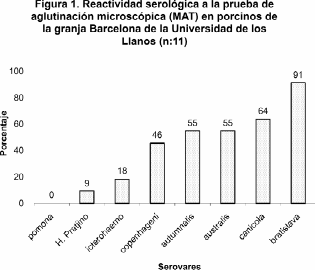 Figura 1. Reactividad serológica a la prueba de
aglutinación microscópica (MAT) en porcinos de
la granja Barcelona de la Universidad de los
Llanos (n:11)
Porcentaje
100
80
60
40
20
0
0
9
18
46
55
55
64
91
pomona
H. Pratjino
icterohaemo
copenhageni
autumnalis
australis
canicola
bratislava
Serovares